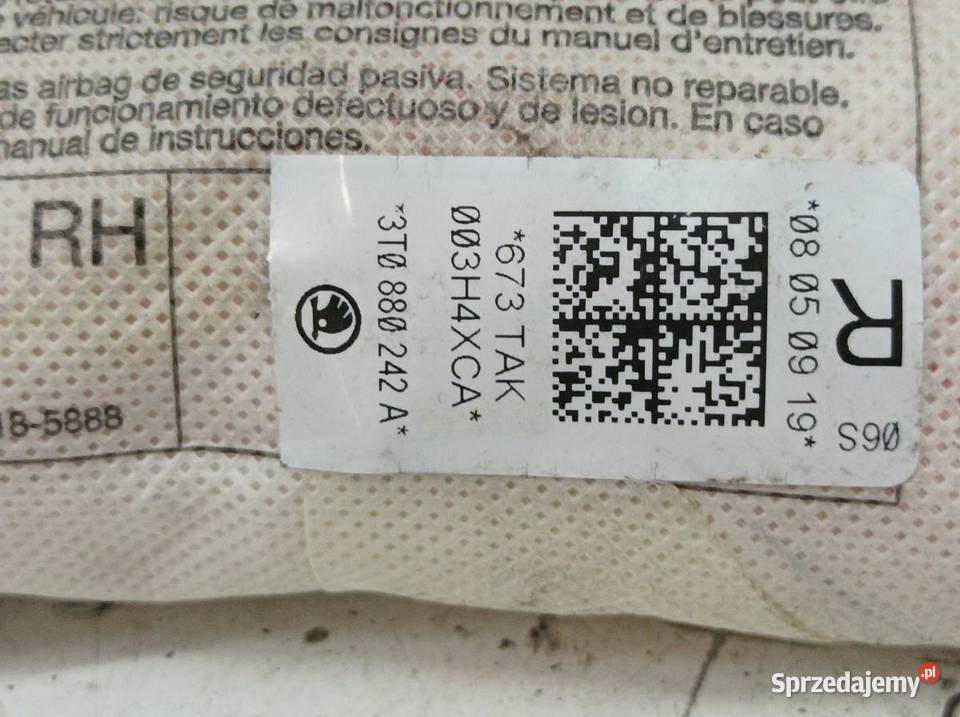 véhicule: risque de malfonctionnement et de blessures.
ecter strictement les consignes du manuel d'entretien.
as airbag de seguridad pasiva. Sistema no reparable.
de funcionamiento defectuoso y de lesion. En caso
manual de instrucciones.
RH
18-5888
R
S90
*08 05 09 19*
*673 TAK
003H4XCA*
*3T0 880 242 A*
Sprzedajemy.pl